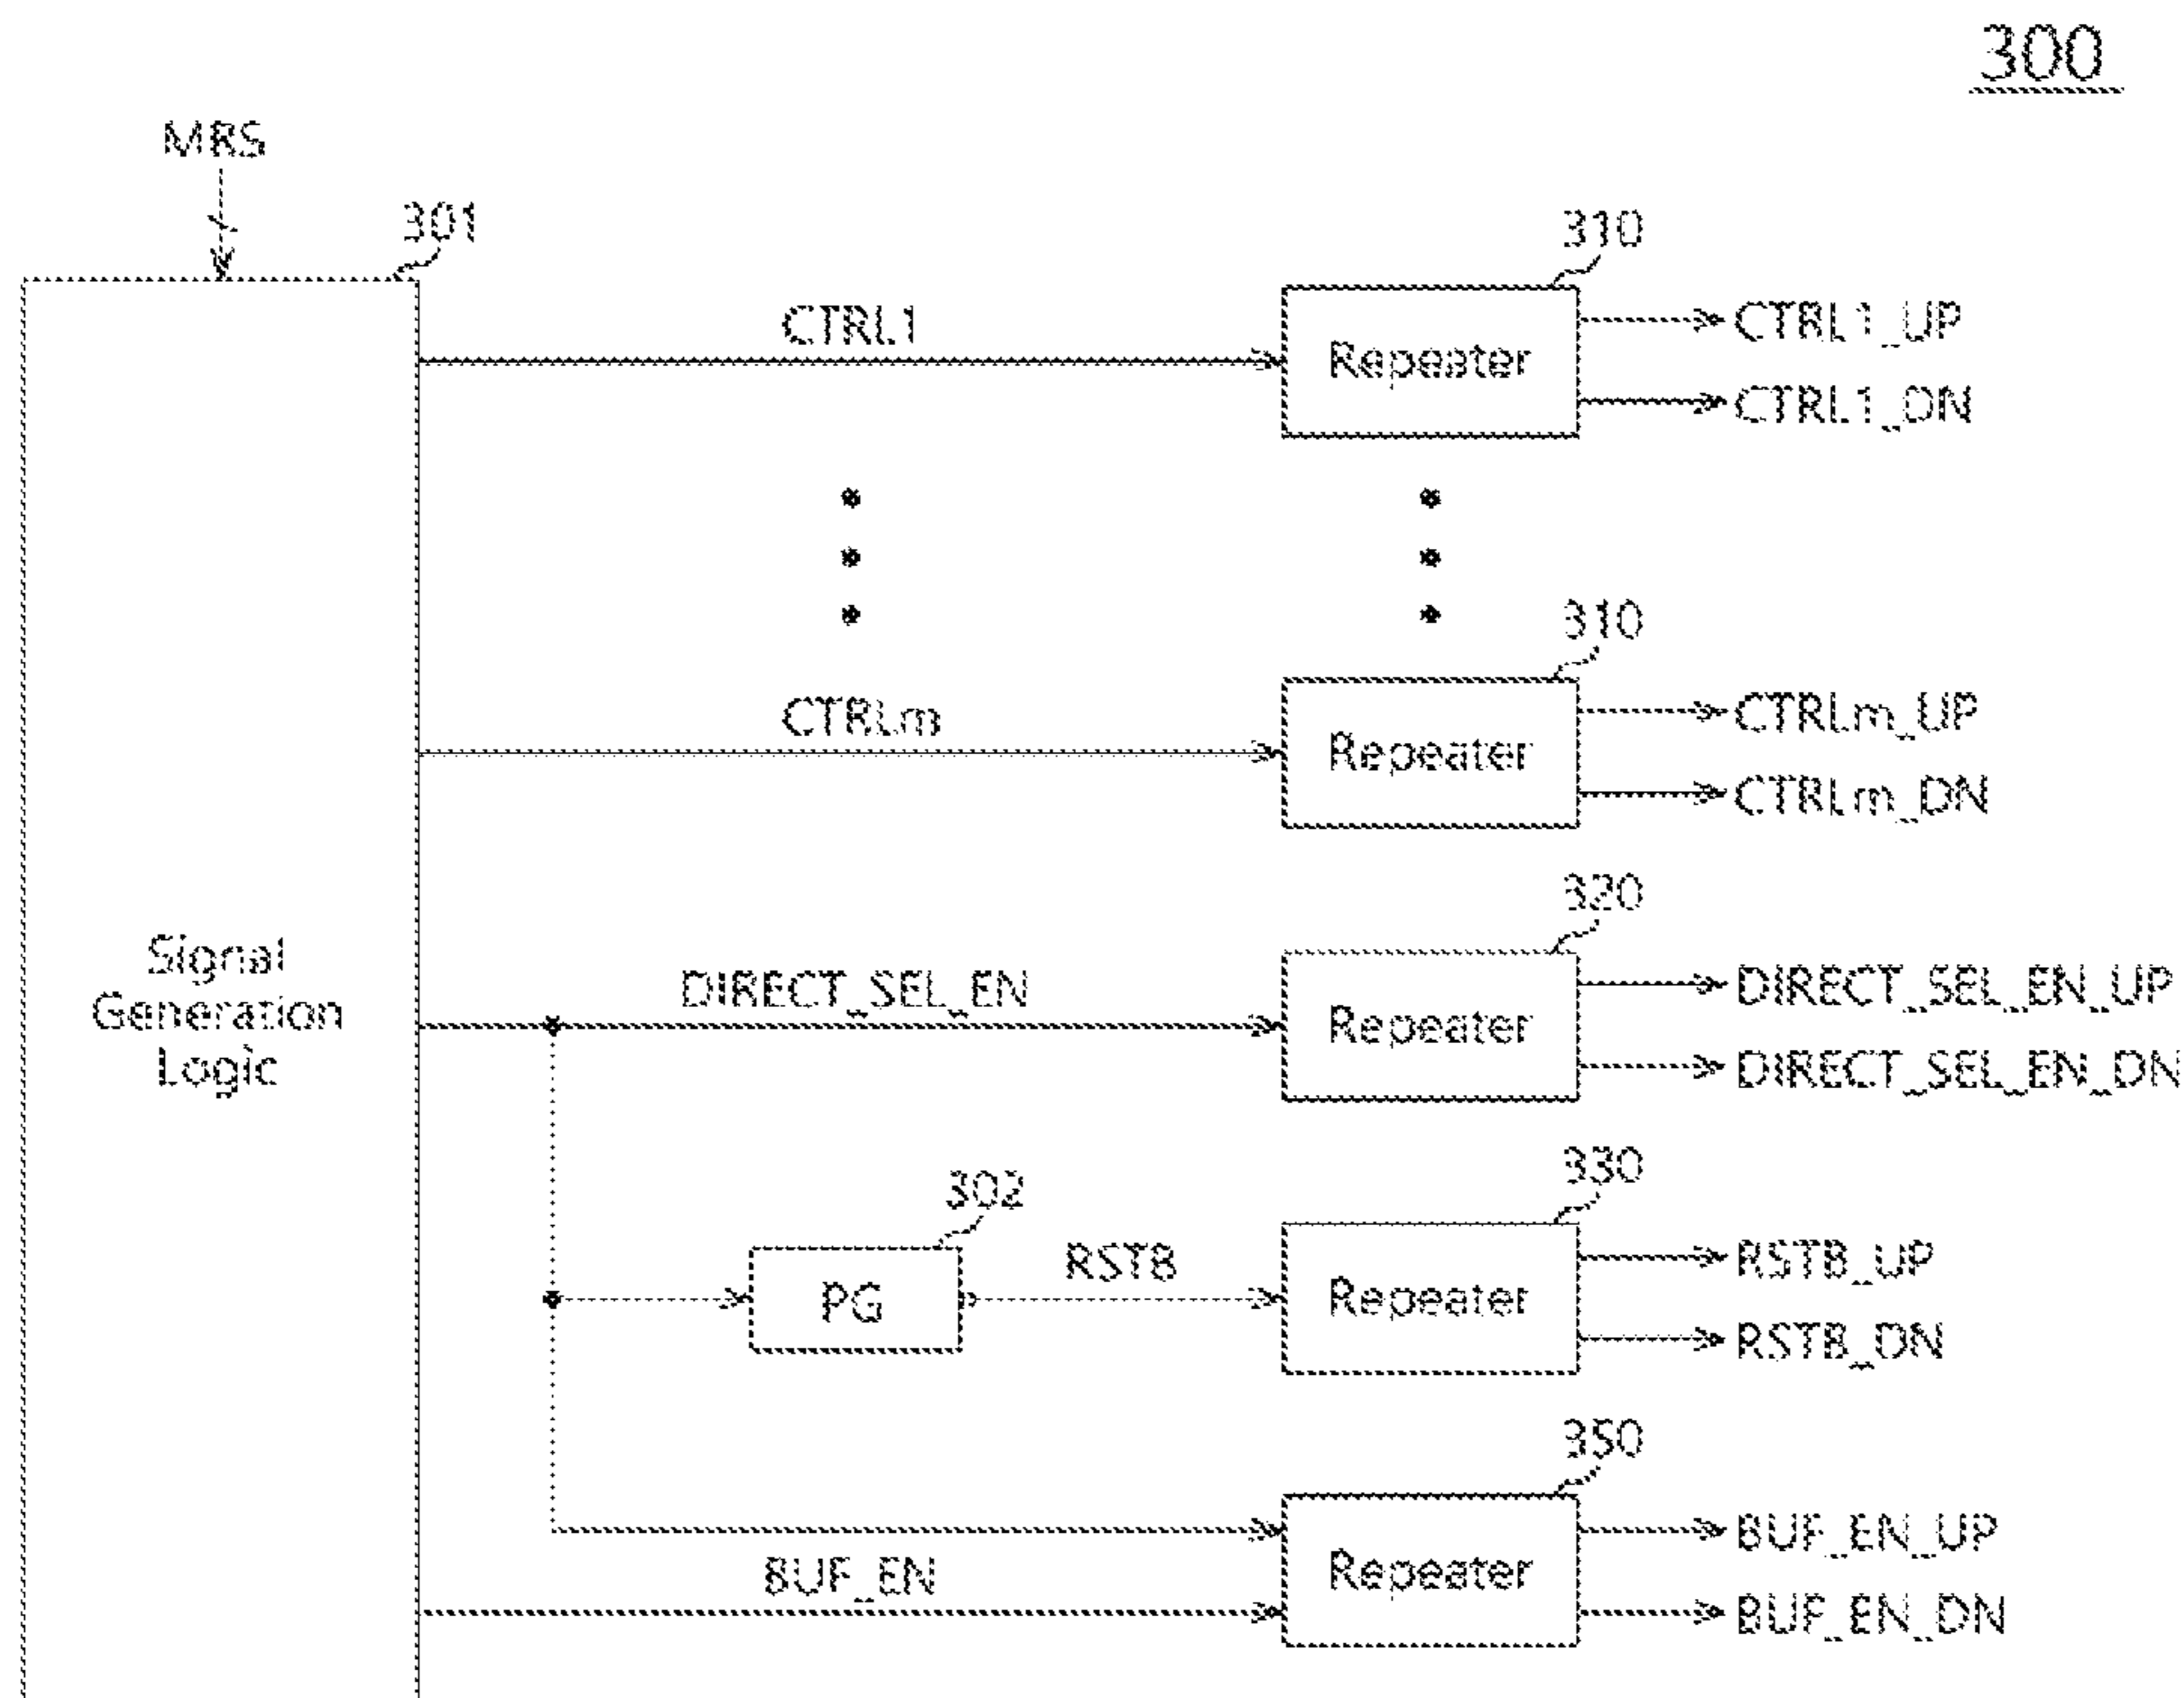 300
MRS
301
310
CTRL1
Repeater
CTRL1_UP
CTRL1_DN
310
CTRLm
Repeater
CTRLm_UP
CTRLm_DN
320
Signal
Generation
Logic
DIRECT_SEL_EN
Repeater
DIRECT_SEL_EN_UP
DIRECT_SEL_EN_DN
302
330
PG
RSTB
Repeater
RSTB_UP
RSTB_DN
350
BUF_EN
Repeater
BUF_EN_UP
BUF_EN_DN